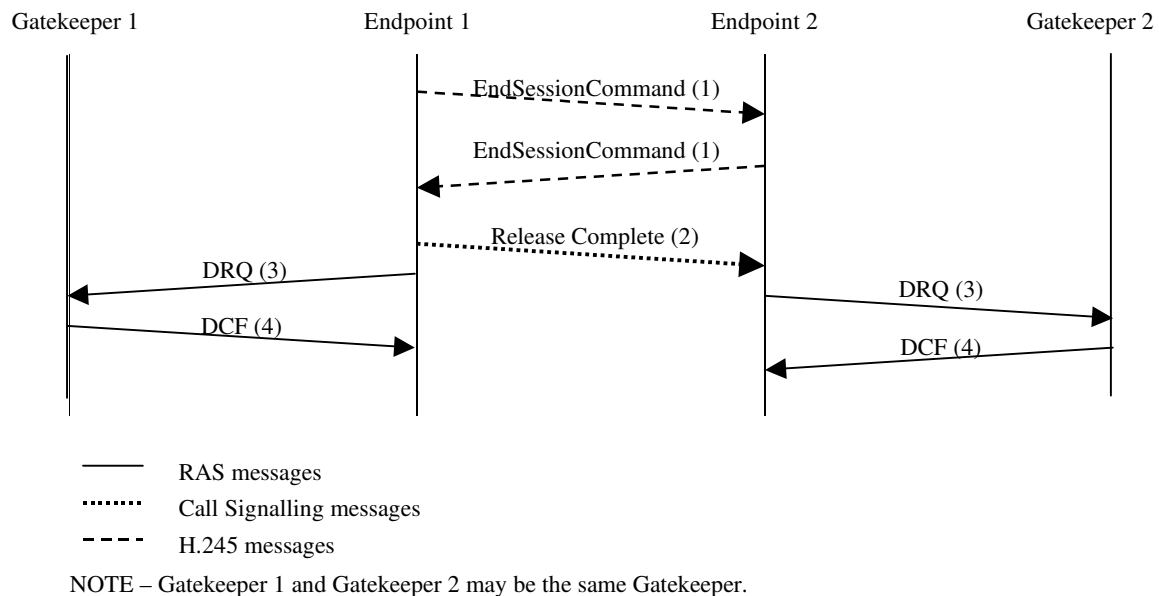 Gatekeeper 1
Endpoint 1
Endpoint 2
Gatekeeper 2
EndSessionCommand (1)
EndSessionCommand (1)
Release Complete (2)
DRQ (3)
DRQ (3)
DCF (4)
DCF (4)
RAS messages
Call Signalling messages
H.245 messages
NOTE – Gatekeeper 1 and Gatekeeper 2 may be the same Gatekeeper.